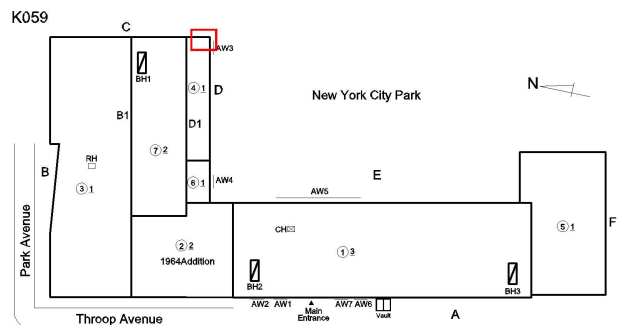 K059
C
AW3
BH1
④ 1
D
New York City Park
N
B1
D1
⑦ 2
RH
B
③ 1
⑥ 1
AW4
E
AW5
Park Avenue
CH
① 3
⑤ 1
F
② 2
1964Addition
BH2
BH3
AW2 AW1
Main
Entrance
AW7 AW6
Vault
A
Throop Avenue